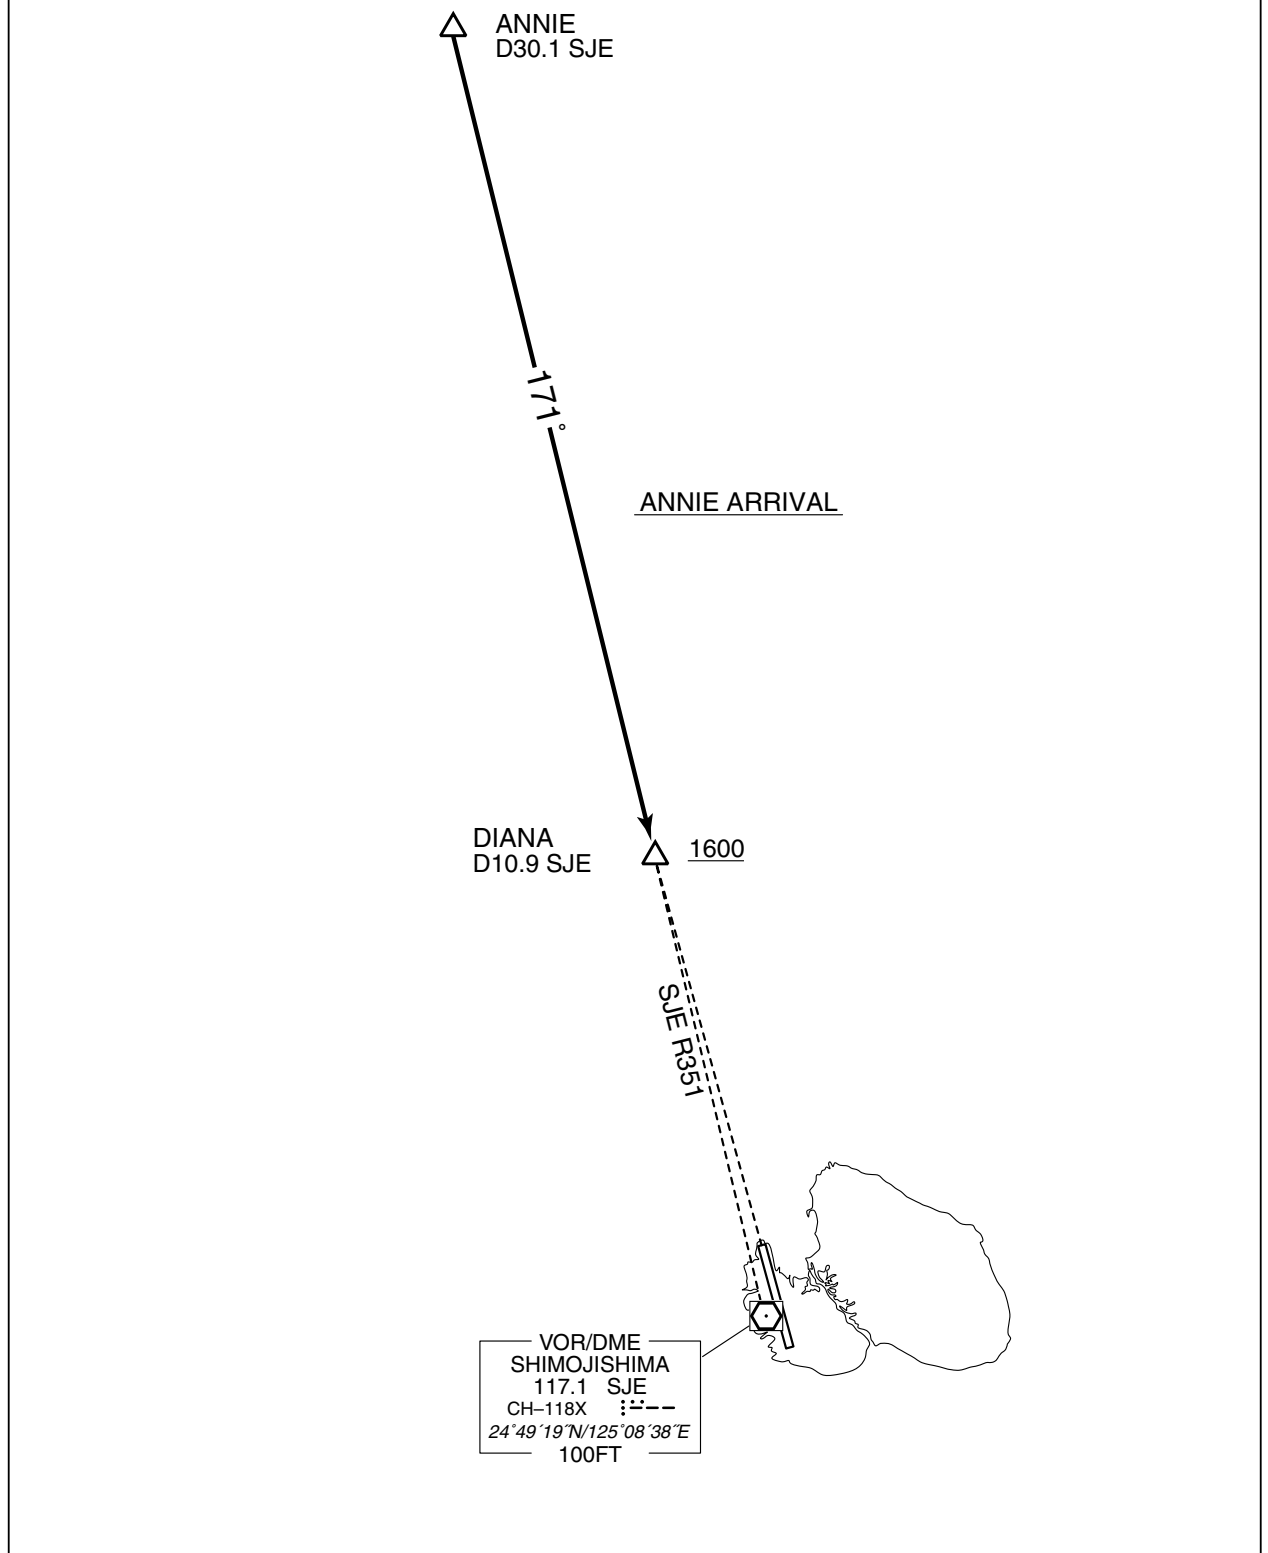 ANNIE
D30.1 SJE
171°
ANNIE ARRIVAL
DIANA
D10.9 SJE
1600
SJE R351
VOR/DME
SHIMOJISHIMA
117.1 SJE
CH–118X
24°49´19˝N/125°08´38˝E
100FT